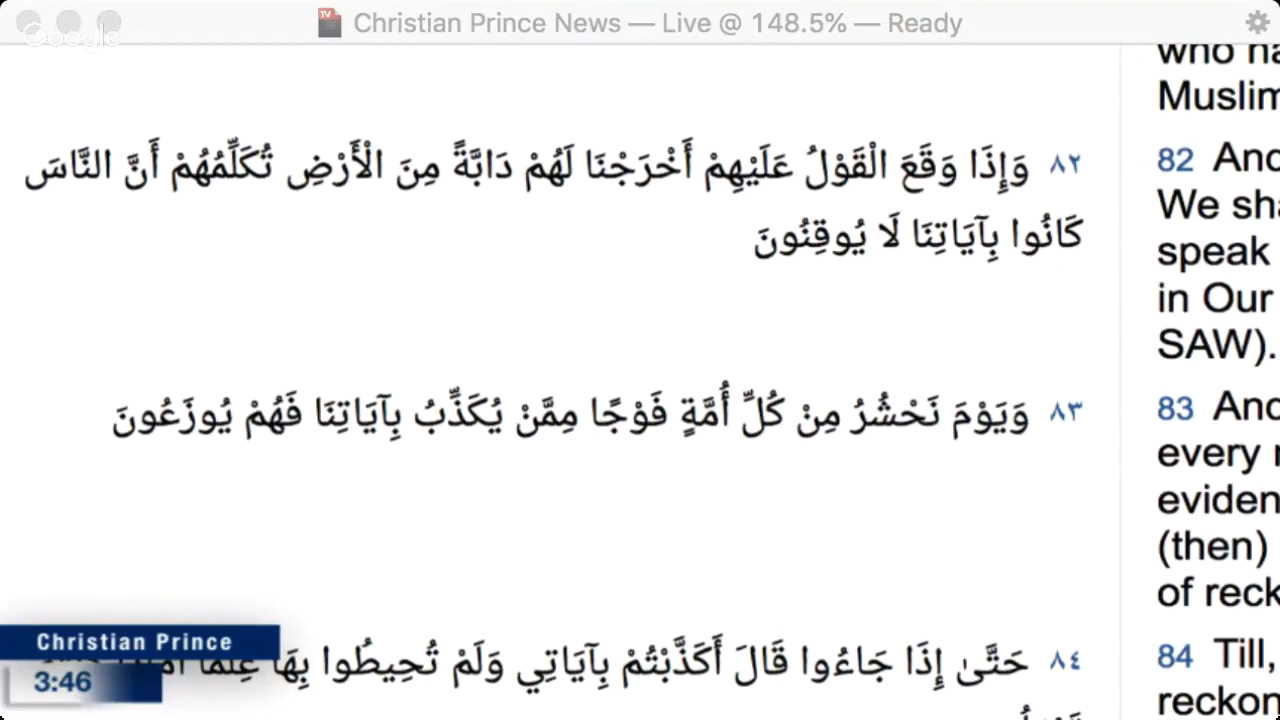 Google
Christian Prince News — Live @ 148.5% — Ready
٨٢ وَإِذَا وَقَعَ الْقَوْلُ عَلَيْهِمْ أَخْرَجْنَا لَهُمْ دَابَّةً مِنَ الْأَرْضِ تُكَلِّمُهُمْ أَنَّ النَّاسَ
كَانُوا بِآيَاتِنَا لَا يُوقِنُونَ
٨٣ وَيَوْمَ نَحْشُرُ مِنْ كُلِّ أُمَّةٍ فَوْجًا مِمَّنْ يُكَذِّبُ بِآيَاتِنَا فَهُمْ يُوزَعُونَ
٨٤ حَتَّىٰ إِذَا جَاءُوا قَالَ أَكَذَّبْتُمْ بِآيَاتِي وَلَمْ تُحِيطُوا بِهَا عِلْمًا
who ha
Muslim
82 And
We sha
speak
in Our
SAW).
83 And
every
eviden
(then)
of reck
84 Till,
reckon
Christian Prince
3:46